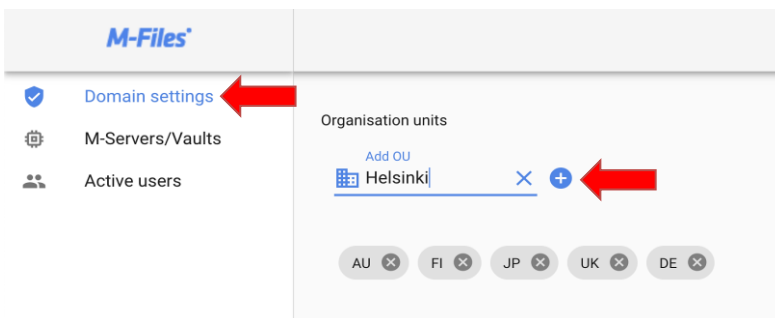 M-Files
Domain settings
M-Servers/Vaults
Active users
Organisation units
Add OU
Helsinki
AU FI JP UK DE